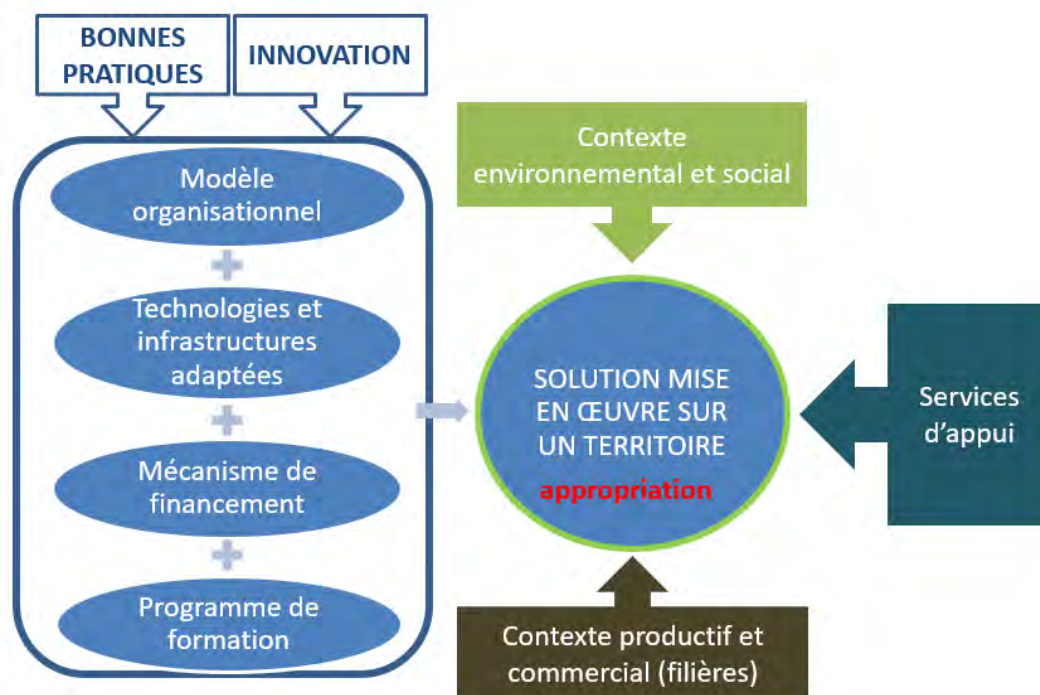 BONNES
PRATIQUES
INNOVATION
Modèle
organisationnel
Technologies et
infrastructures
adaptées
Mécanisme de
financement
Programme de
formation
Contexte
environnemental et social
SOLUTION MISE
EN ŒUVRE SUR
UN TERRITOIRE
appropriation
Services
d’appui
Contexte productif et
commercial (filières)